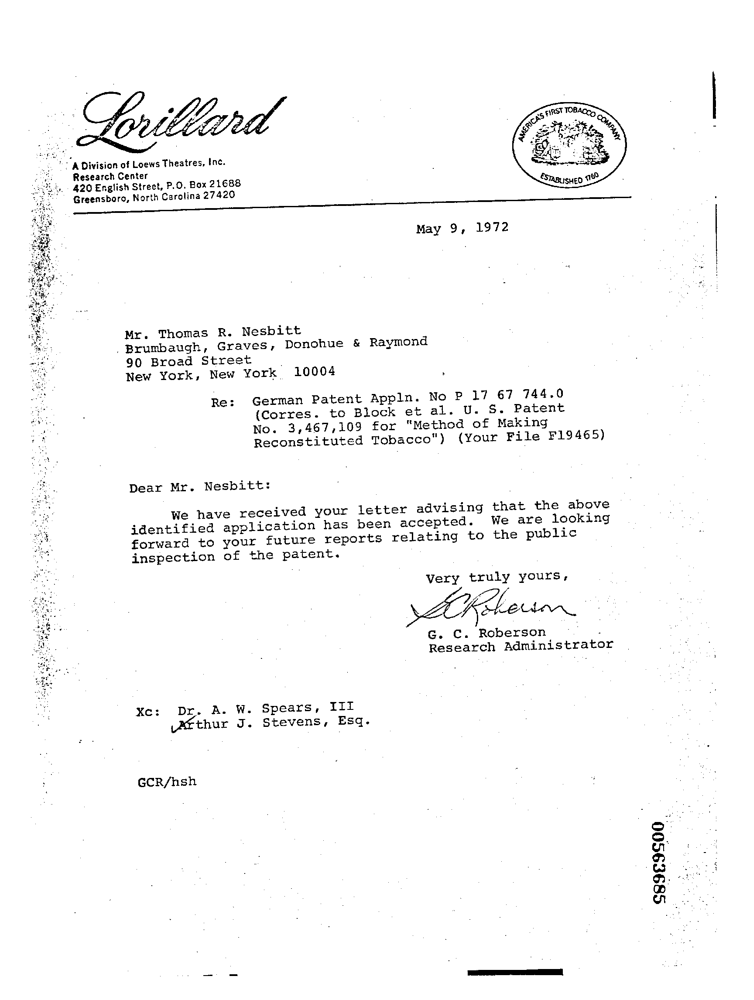 Lorillard
AMERICA'S FIRST TOBACCO COMPANY
ESTABLISHED 1760
A Division of Loews Theatres, Inc.
Research Center
420 English Street, P.O. Box 21688
Greensboro, North Carolina 27420
May 9, 1972
Mr. Thomas R. Nesbitt
Brumbaugh, Graves, Donohue & Raymond
90 Broad Street
New York, New York 10004
Re: German Patent Appln. No P 17 67 744.0
(Corres. to Block et al. U. S. Patent
No. 3,467,109 for "Method of Making
Reconstituted Tobacco") (Your File F19465)
Dear Mr. Nesbitt:
We have received your letter advising that the above
identified application has been accepted. We are looking
forward to your future reports relating to the public
inspection of the patent.
Very truly yours,
GCRoberson
G. C. Roberson
Research Administrator
Xc: Dr. A. W. Spears, III
Arthur J. Stevens, Esq.
GCR/hsh
00563685